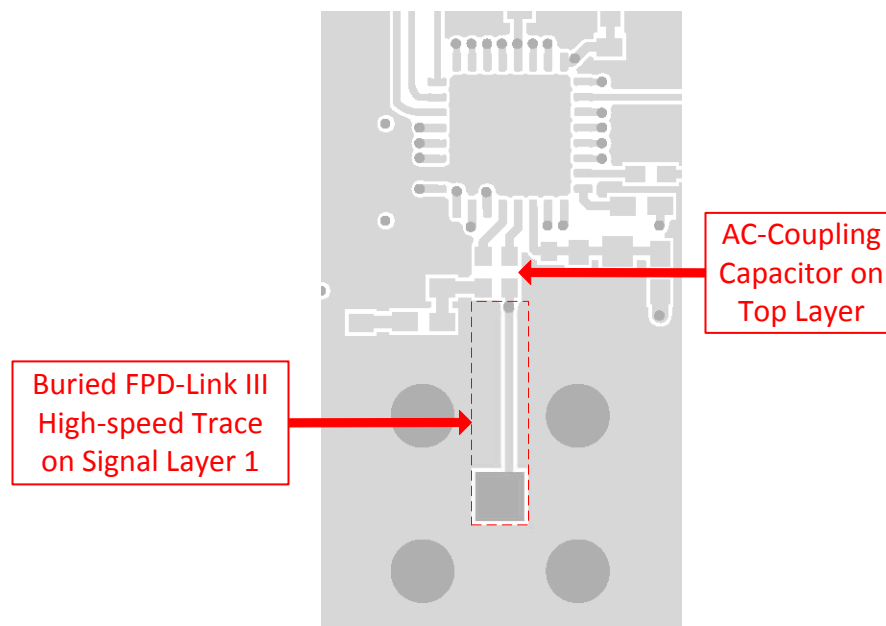 AC-Coupling
Capacitor on
Top Layer
Buried FPD-Link III
High-speed Trace
on Signal Layer 1